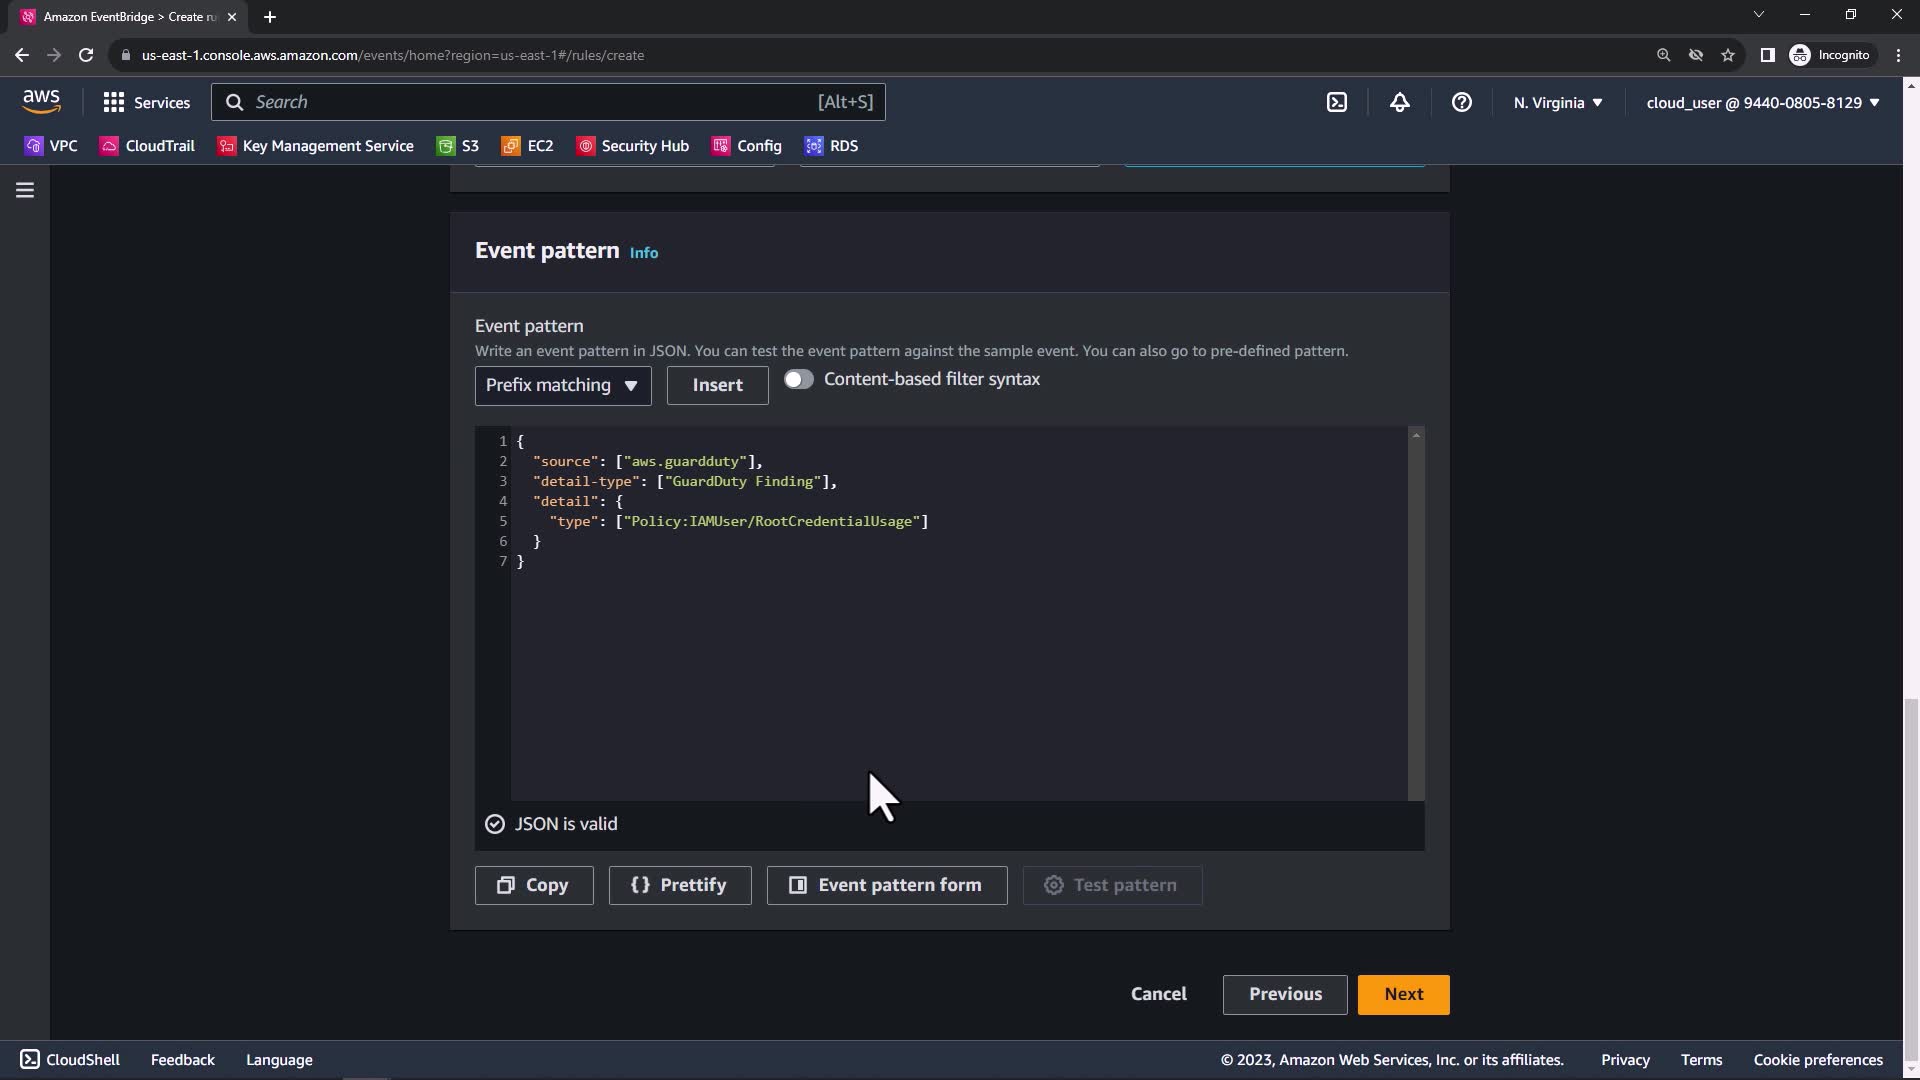 Amazon EventBridge > Create ru
us-east-1.console.aws.amazon.com/events/home?region=us-east-1#/rules/create
Incognito
aws
Services
Search
[Alt+S]
N. Virginia
cloud_user @ 9440-0805-8129
VPC
CloudTrail
Key Management Service
S3
EC2
Security Hub
Config
RDS
Event pattern Info
Event pattern
Write an event pattern in JSON. You can test the event pattern against the sample event. You can also go to pre-defined pattern.
Prefix matching
Insert
Content-based filter syntax
1 {
2 "source": ["aws.guardduty"],
3 "detail-type": ["GuardDuty Finding"],
4 "detail": {
5 "type": ["Policy:IAMUser/RootCredentialUsage"]
6 }
7 }
JSON is valid
Copy
{} Prettify
Event pattern form
Test pattern
Cancel
Previous
Next
CloudShell
Feedback
Language
© 2023, Amazon Web Services, Inc. or its affiliates.
Privacy
Terms
Cookie preferences